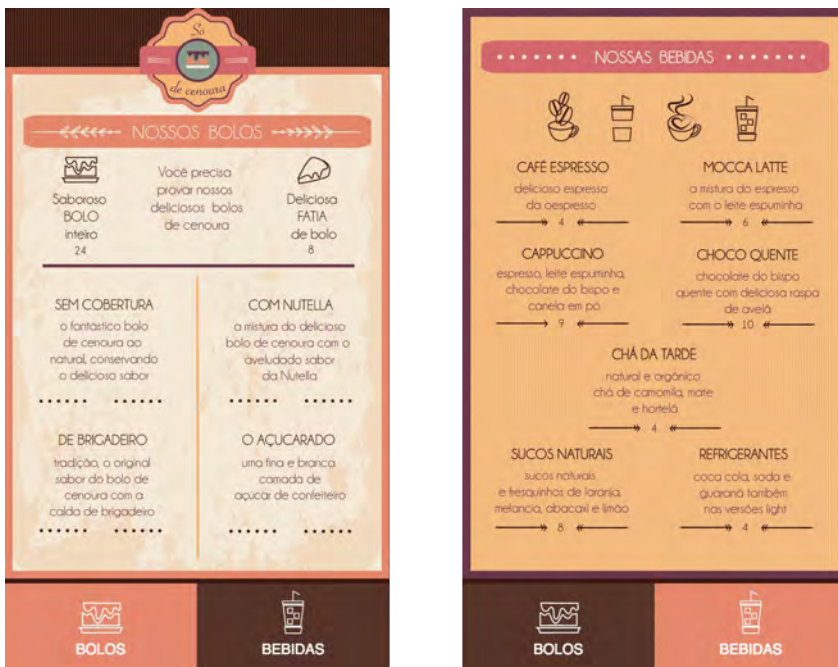 Só
de cenoura
NOSSOS BOLOS
Saboroso
BOLO
inteiro
24
Você precisa
provar nossos
deliciosos bolos
de cenoura
Deliciosa
FATIA
de bolo
8
SEM COBERTURA
o fantástico bolo
de cenoura ao
natural, conservando
o delicioso sabor
COM NUTELLA
a mistura do delicioso
bolo de cenoura com o
aveludado sabor
da Nutella
DE BRIGADEIRO
tradição, o original
sabor do bolo de
cenoura com a
calda de brigadeiro
O AÇUCARADO
uma fina e branca
camada de
açúcar de confeiteiro
BOLOS
BEBIDAS
NOSSAS BEBIDAS
CAFÉ ESPRESSO
delicioso espresso
da oespresso
4
MOCCA LATTE
a mistura do espresso
com o leite espuminha
6
CAPPUCCINO
espresso, leite espuminha,
chocolate do bispo e
canela em pó
9
CHOCO QUENTE
chocolate do bispo
quente com deliciosa raspa
de avelã
10
CHÁ DA TARDE
natural e orgânico
chá de camomila, mate
e hortelã
4
SUCOS NATURAIS
sucos naturais
e fresquinhos de laranja,
melancia, abacaxi e limão
8
REFRIGERANTES
coca cola, soda e
guaraná também
nas versões light
4
BOLOS
BEBIDAS